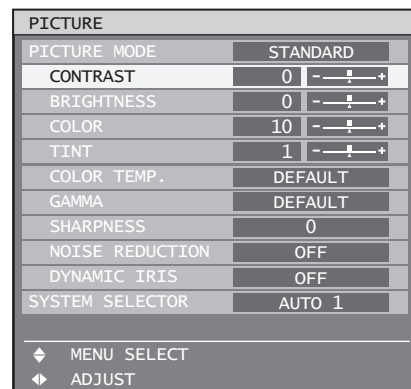 PICTURE
PICTURE MODE STANDARD
CONTRAST 0 - +
BRIGHTNESS 0 - +
COLOR 10 - +
TINT 1 - +
COLOR TEMP. DEFAULT
GAMMA DEFAULT
SHARPNESS 0
NOISE REDUCTION OFF
DYNAMIC IRIS OFF
SYSTEM SELECTOR AUTO 1
MENU SELECT
ADJUST